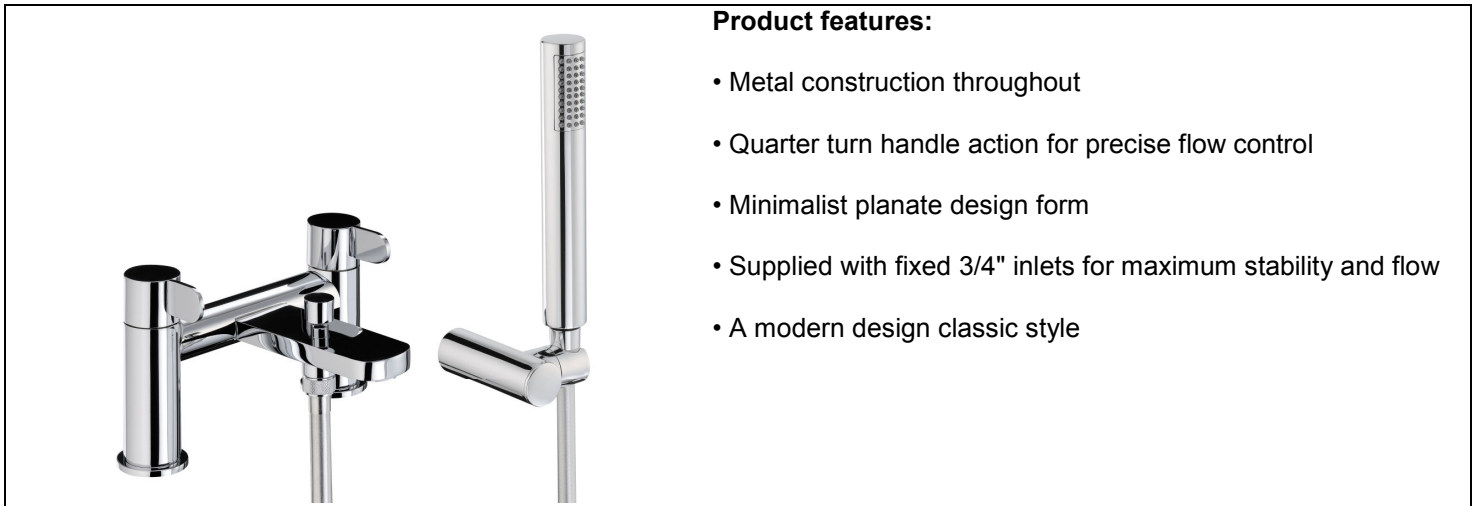 Product features:
• Metal construction throughout
• Quarter turn handle action for precise flow control
• Minimalist planate design form
• Supplied with fixed 3/4" inlets for maximum stability and flow
• A modern design classic style